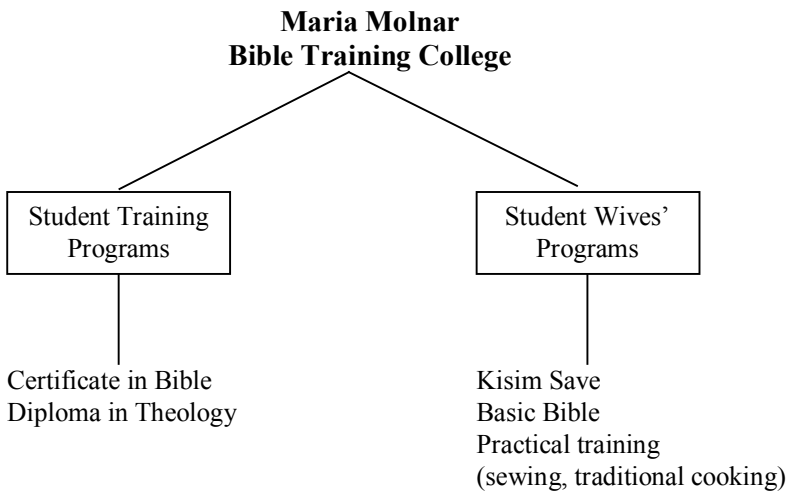 Maria Molnar
Bible Training College
Student Training
Programs
Student Wives’
Programs
Certificate in Bible
Diploma in Theology
Kisim Save
Basic Bible
Practical training
(sewing, traditional cooking)